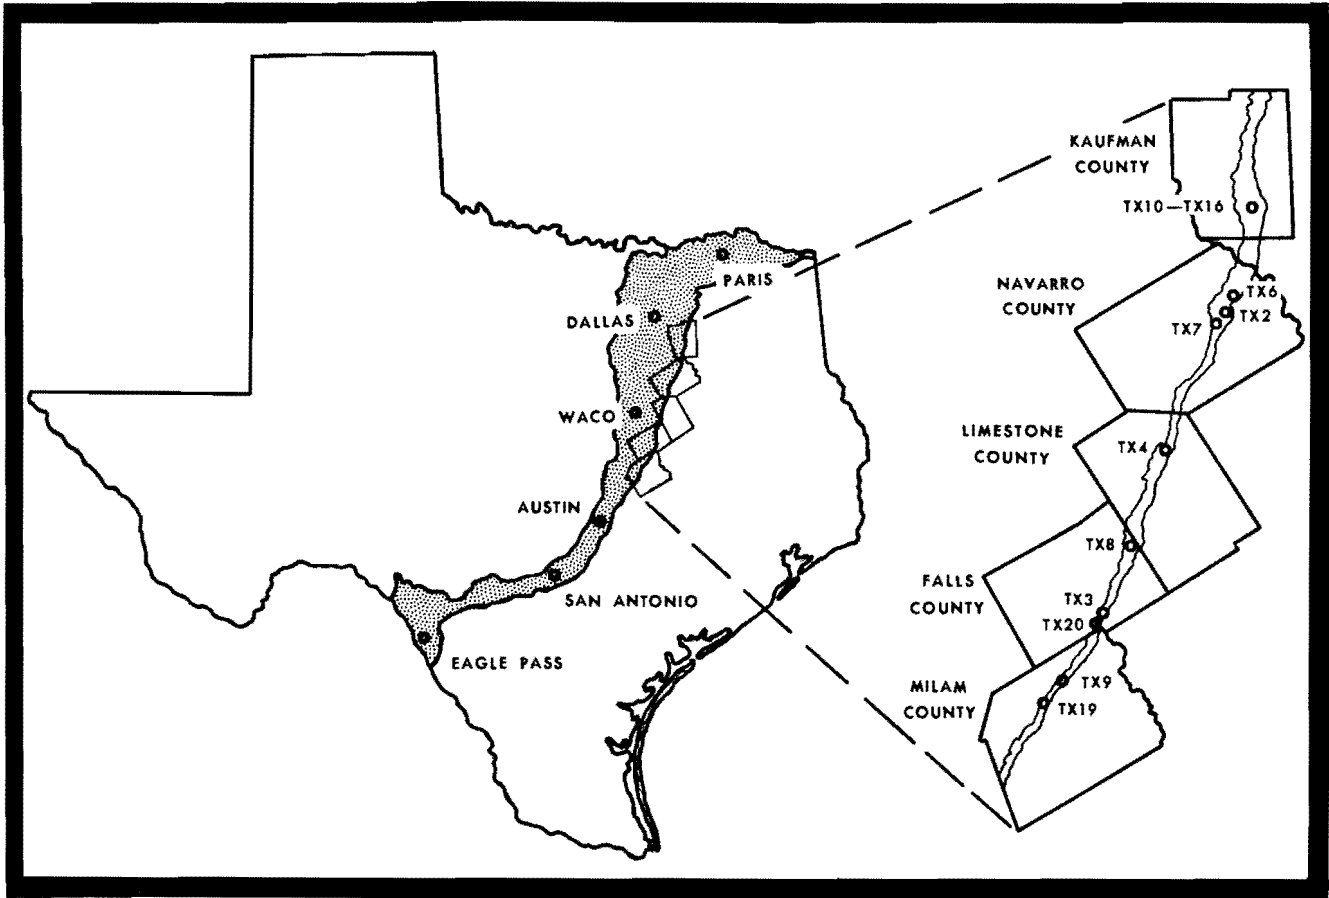 PARIS
DALLAS
WACO
AUSTIN
SAN ANTONIO
EAGLE PASS
KAUFMAN
COUNTY
TX10—TX16
NAVARRO
COUNTY
TX6
TX2
TX7
LIMESTONE
COUNTY
TX4
TX8
FALLS
COUNTY
TX3
TX20
MILAM
COUNTY
TX9
TX19